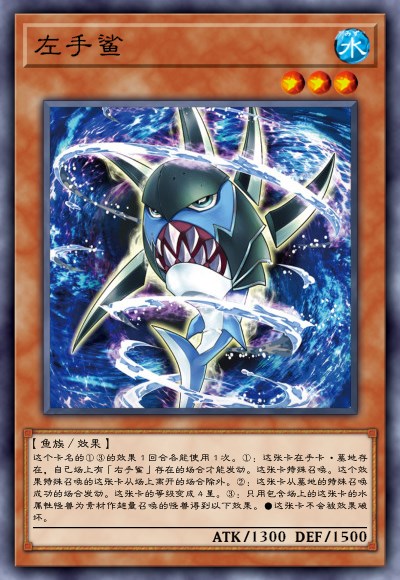 左手鲨
みず
水
【鱼族／效果】
这个卡名的①③的效果1回合各能使用1次。①：这张卡在手卡·墓地存
在，自己场上有「右手鲨」存在的场合才能发动。这张卡特殊召唤。这个效
果特殊召唤的这张卡从场上离开的场合除外。②：这张卡从墓地的特殊召唤
成功的场合发动。这张卡的等级变成4星。③：只用包含场上的这张卡的水
属性怪兽为素材作超量召唤的怪兽得到以下效果。●这张卡不会被效果破
坏。
ATK/1300 DEF/1500